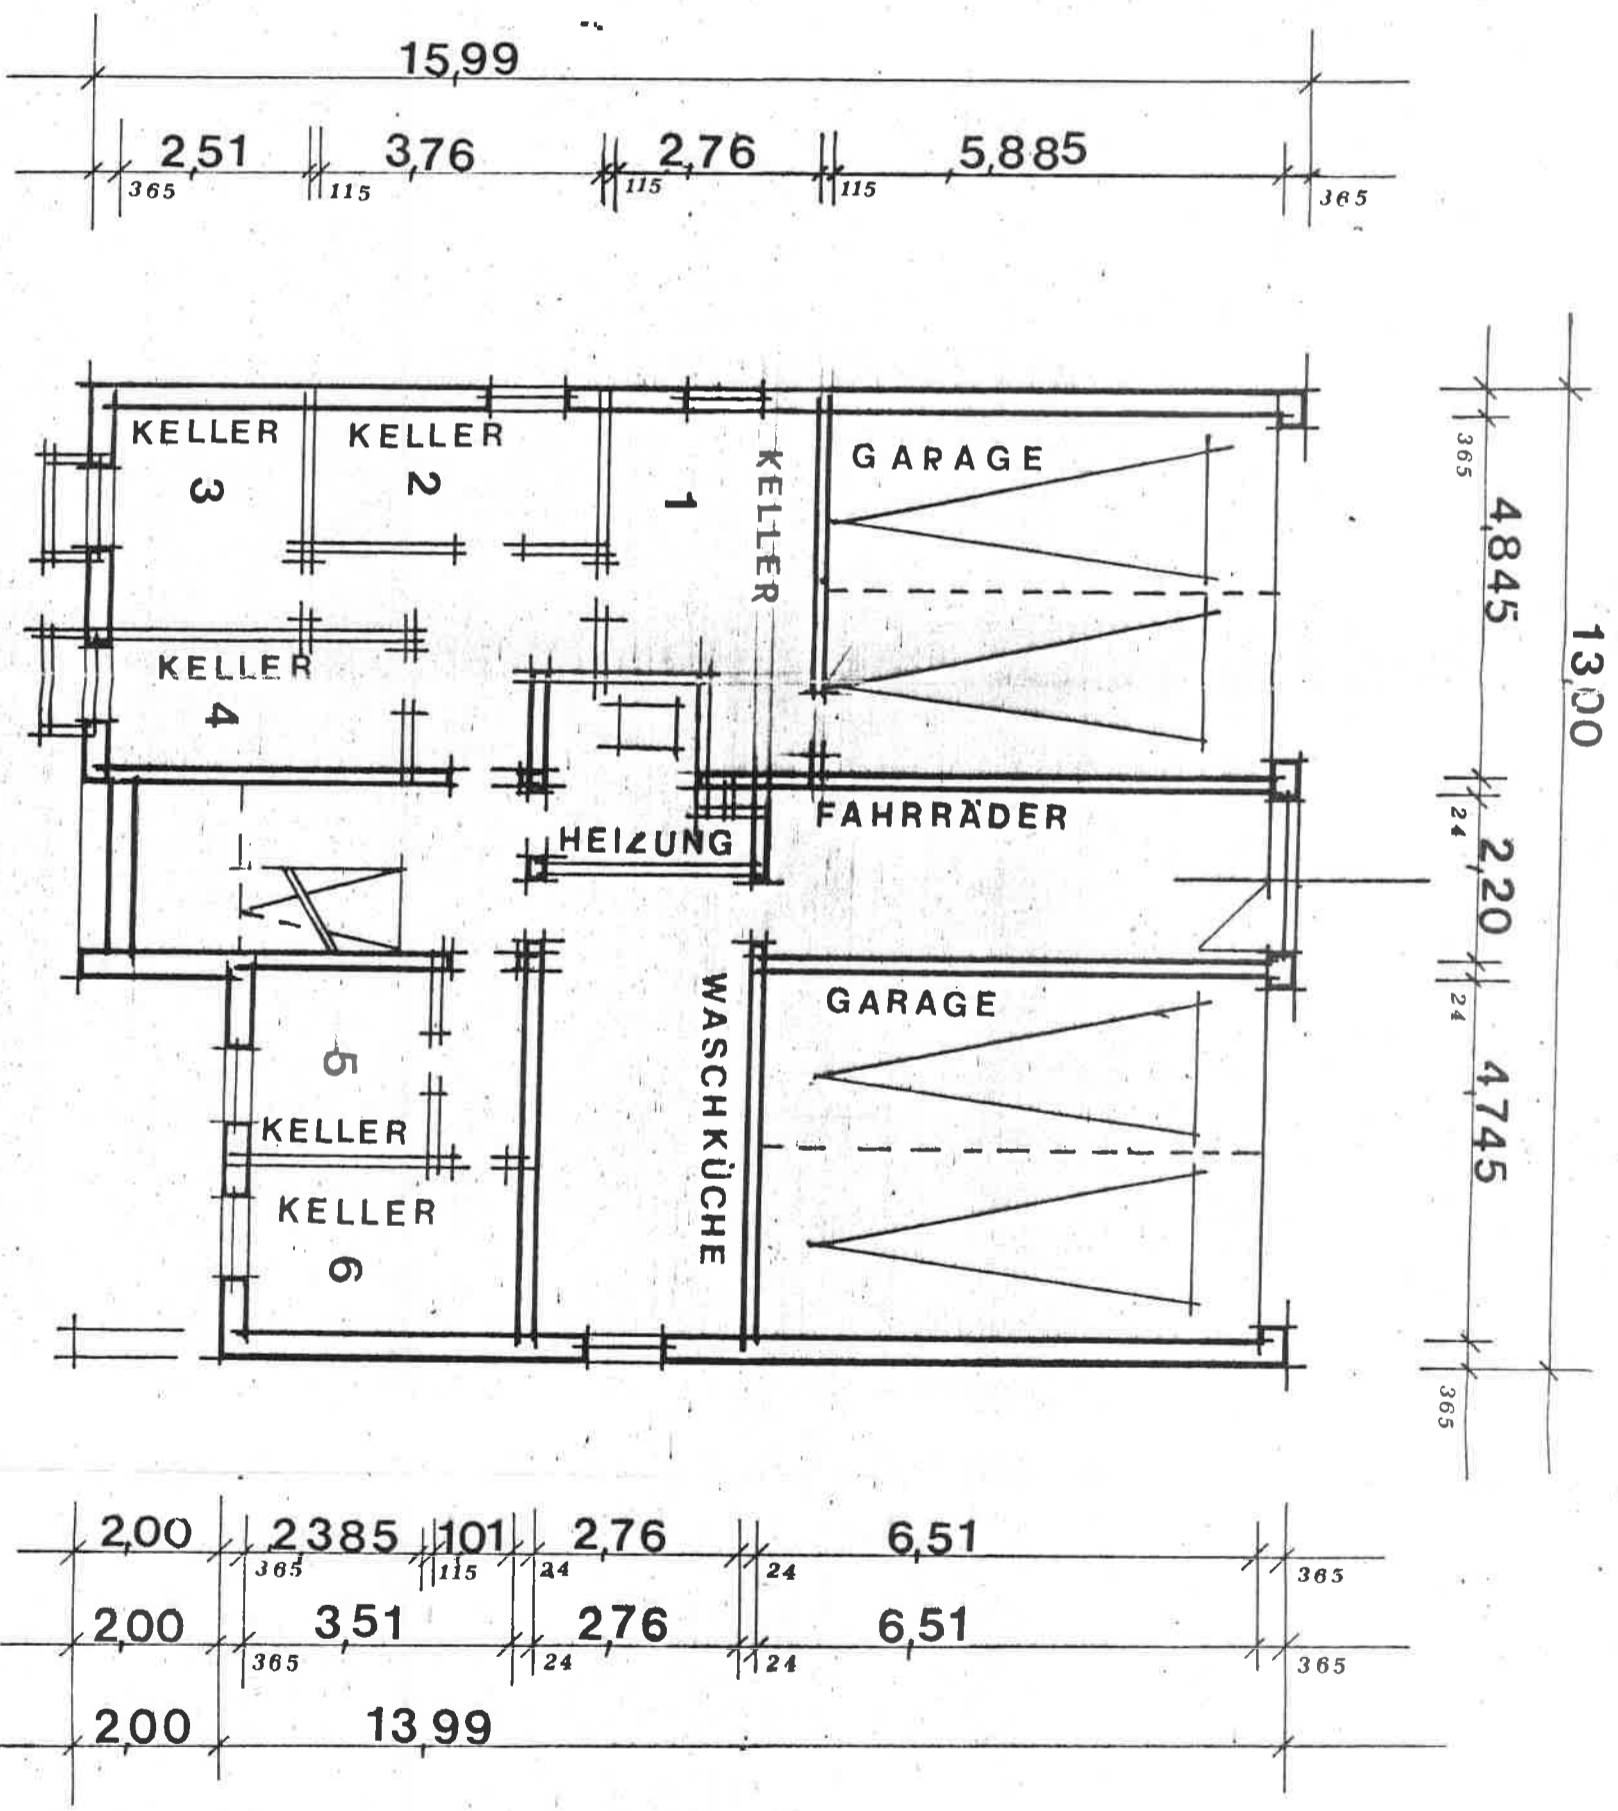 15,99
2,51 3,76 2,76 5,885
365 115 115 115 365
KELLER
3
KELLER
2
1
KELLER
GARAGE
KELLER
4
HEIZUNG
FAHRRÄDER
5
KELLER
KELLER
6
WASCHKÜCHE
GARAGE
365
4,845
24
2,20
24
4,745
365
13,00
2,00 2,385 101 2,76 6,51
365 115 24 24 365
2,00 3,51 2,76 6,51
365 24 24 365
2,00 13,99